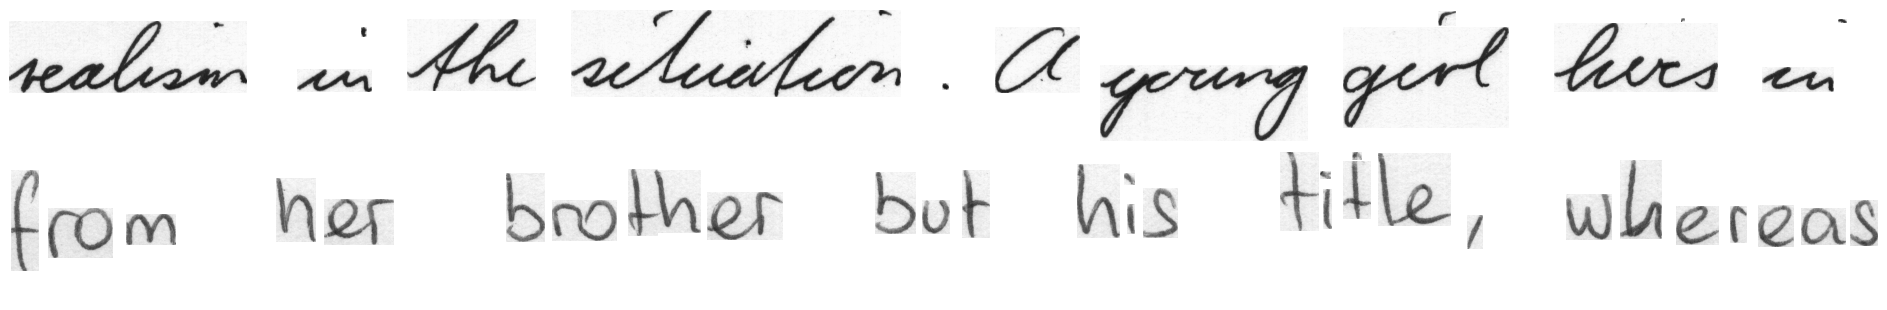 realism in the situation. A young girl lives in
from her brother but his title, whereas